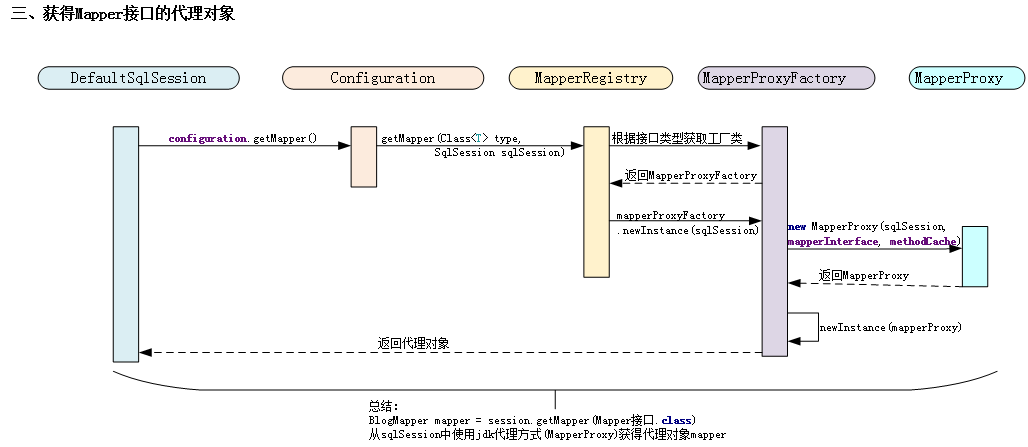 三、获得Mapper接口的代理对象
DefaultSqlSession
Configuration
MapperRegistry
MapperProxyFactory
MapperProxy
configuration.getMapper()
getMapper(Class<T> type,
SqlSession sqlSession)
根据接口类型获取工厂类
返回MapperProxyFactory
mapperProxyFactory
.newInstance(sqlSession)
new MapperProxy(sqlSession,
mapperInterface, methodCache)
返回MapperProxy
newInstance(mapperProxy)
返回代理对象
总结：
BlogMapper mapper = session.getMapper(Mapper接口.class)
从sqlSession中使用jdk代理方式(MapperProxy)获得代理对象mapper